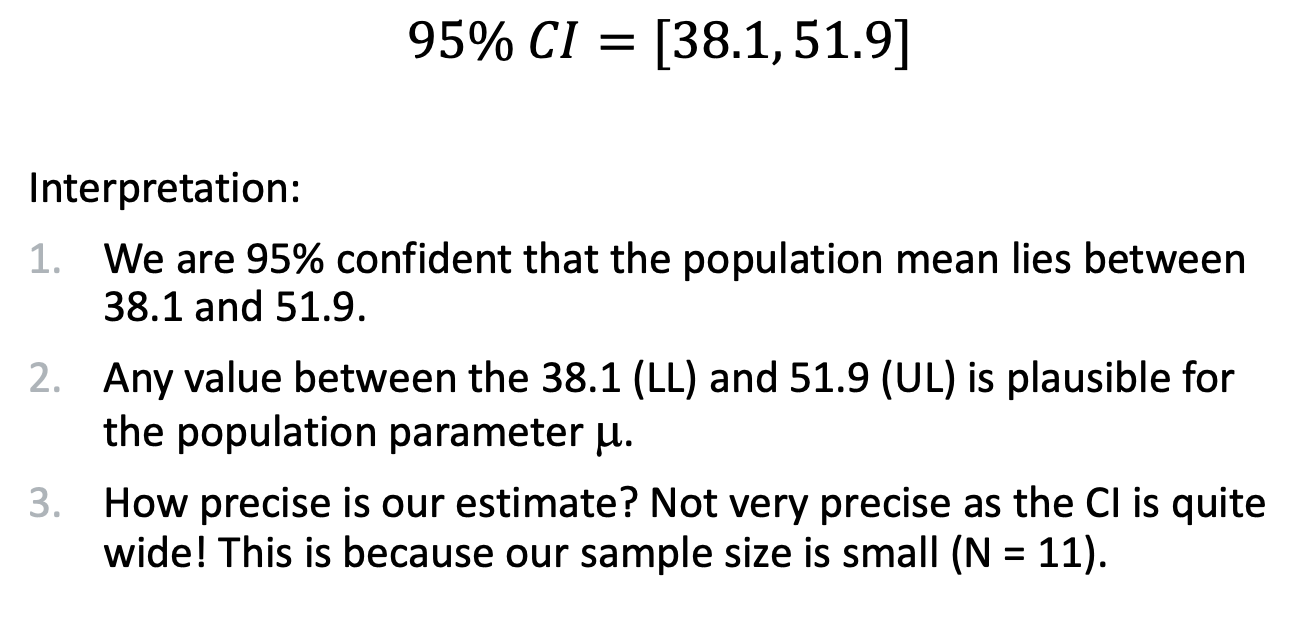 95% CI = [38.1, 51.9]
Interpretation:
1. We are 95% confident that the population mean lies between
38.1 and 51.9.
2. Any value between the 38.1 (LL) and 51.9 (UL) is plausible for
the population parameter μ.
3. How precise is our estimate? Not very precise as the CI is quite
wide! This is because our sample size is small (N = 11).